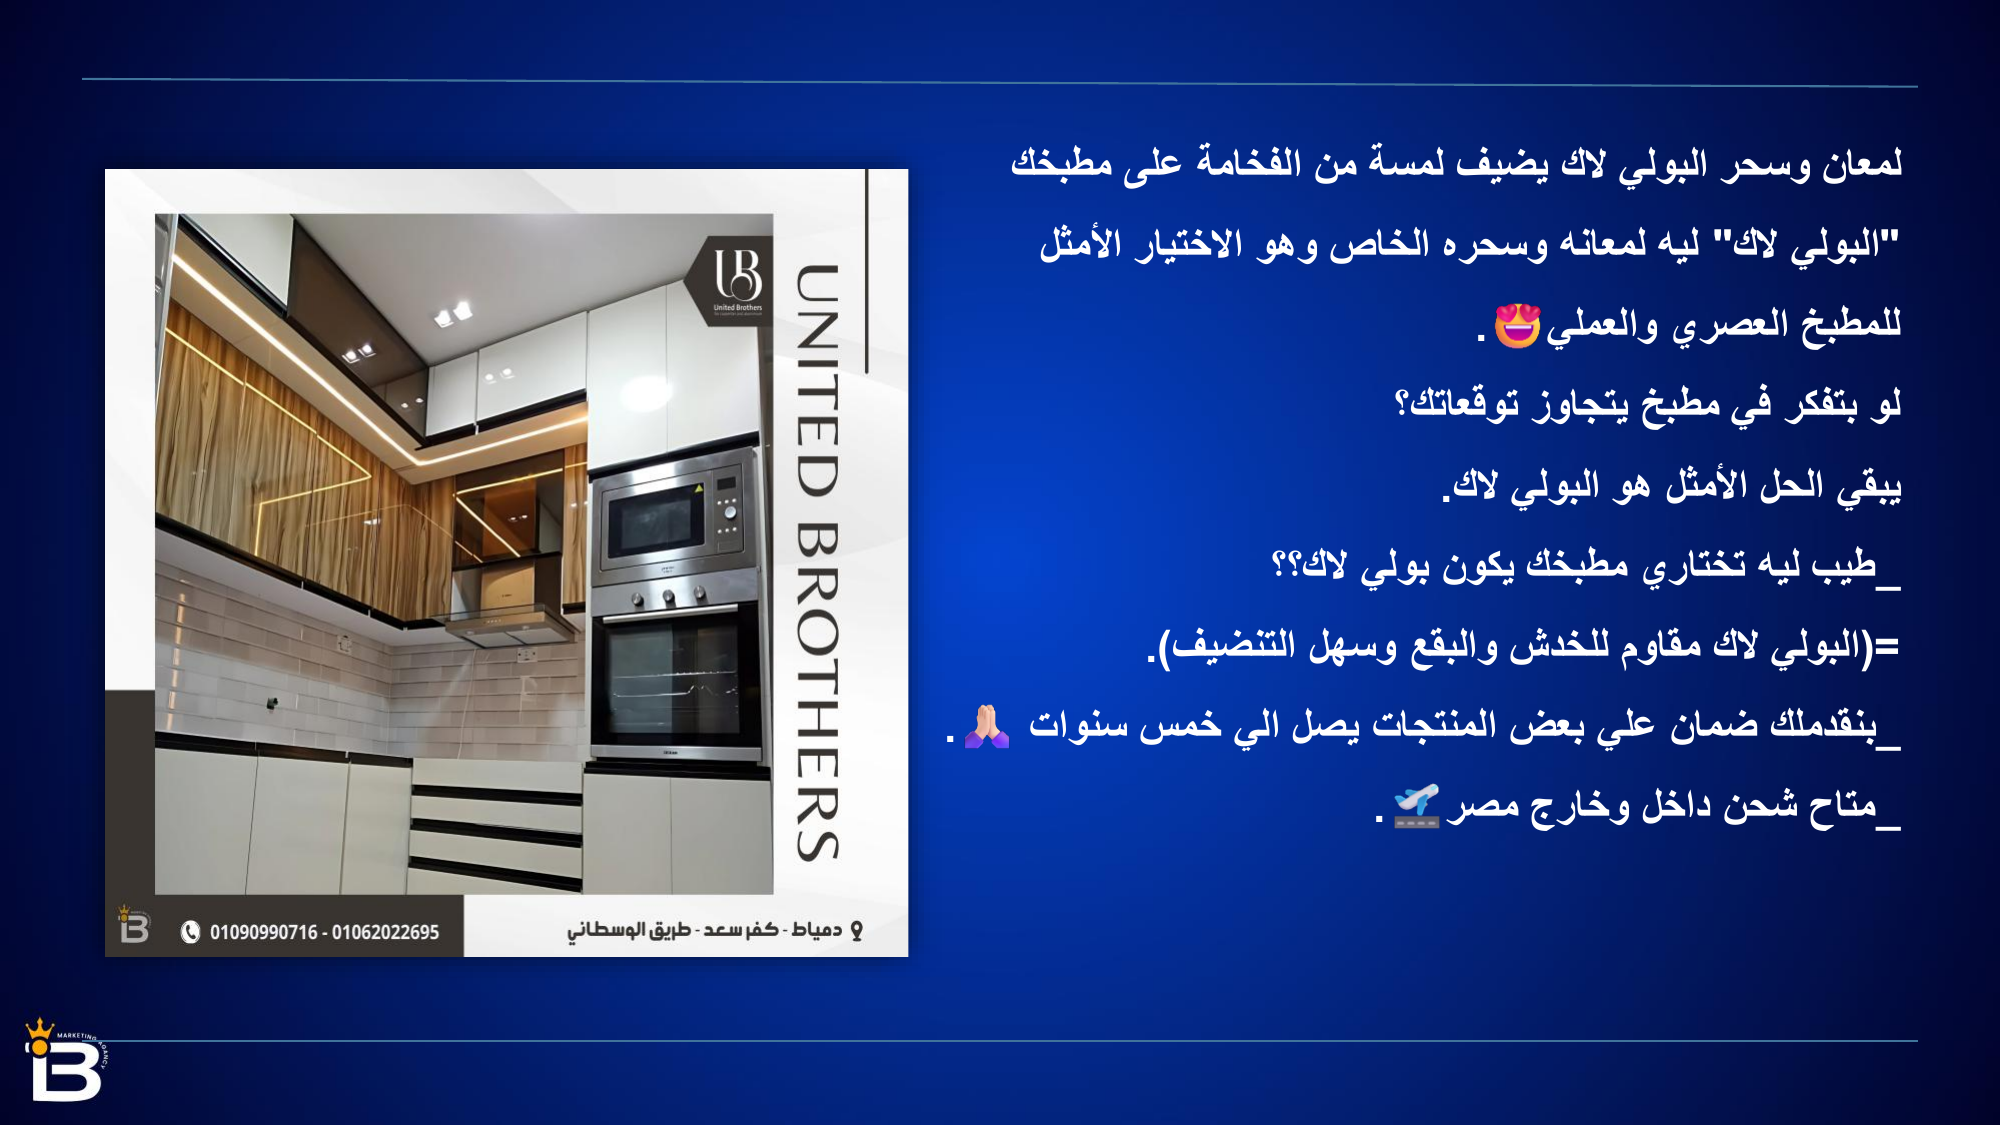 لمعان وسحر البولي لاك يضيف لمسة من الفخامة على مطبخك
"البولي لاك" ليه لمعانه وسحره الخاص وهو الاختيار الأمثل
للمطبخ العصري والعملي😍.
لو بتفكر في مطبخ يتجاوز توقعاتك؟
يبقي الحل الأمثل هو البولي لاك.
_طيب ليه تختاري مطبخك يكون بولي لاك؟؟
=(البولي لاك مقاوم للخدش والبقع وسهل التنضيف).
_بنقدملك ضمان علي بعض المنتجات يصل الي خمس سنوات 🙏🏻.
_متاح شحن داخل وخارج مصر🛫.
UB
United Brothers
UNITED BROTHERS
01090990716 - 01062022695
دمياط - كفر سعد - طريق الوسطاني
iB
MARKETING AGANCY
iB